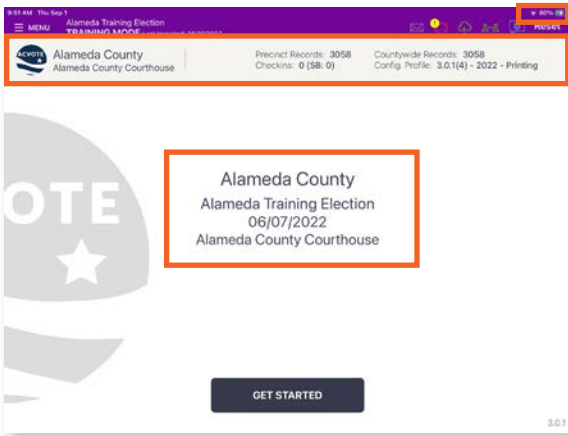 9:51 AM Thu Sep 1
80%
MENU
Alameda Training Election
TRAINING MODE
Reset
ACVOTE
Alameda County
Alameda County Courthouse
Precinct Records: 3058
Checkins: 0 (SB: 0)
Countywide Records: 3058
Config. Profile: 3.0.1(4) - 2022 - Printing
OTE
Alameda County
Alameda Training Election
06/07/2022
Alameda County Courthouse
GET STARTED
3.0.1